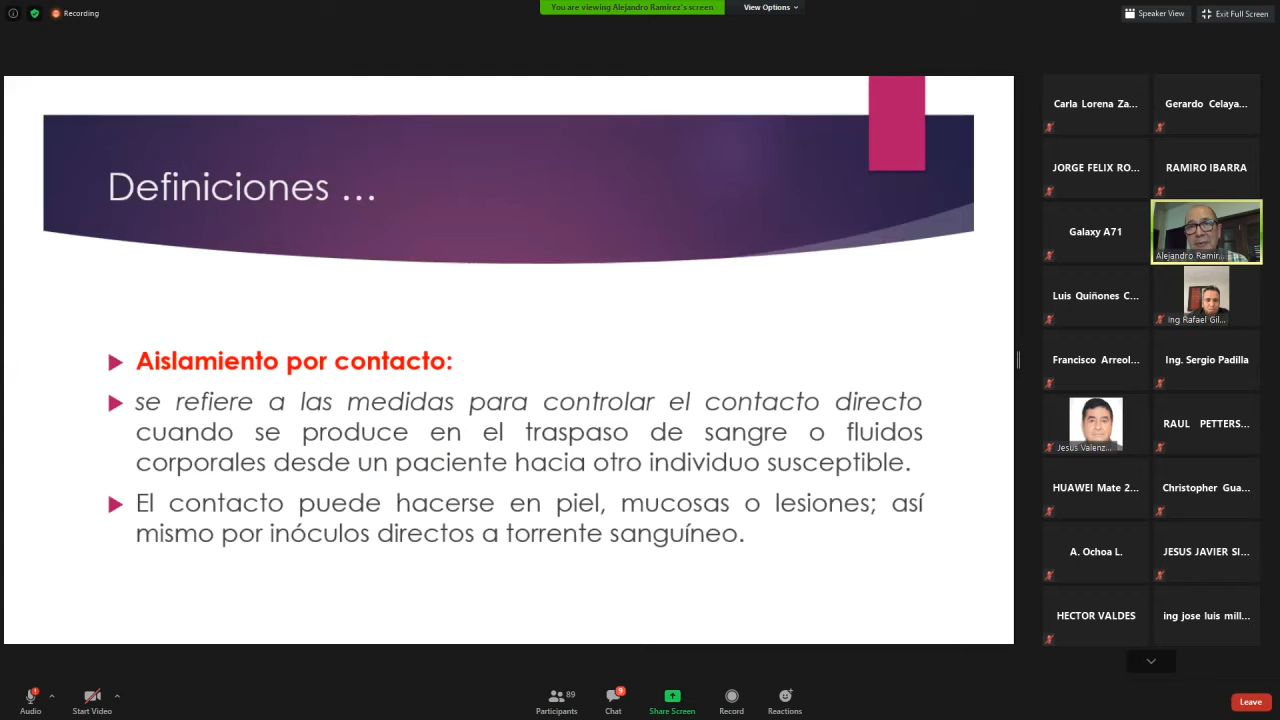 Recording
You are viewing Alejandro Ramirez's screen
View Options
Speaker View
Exit Full Screen
Definiciones ...
Aislamiento por contacto:
se refiere a las medidas para controlar el contacto directo
cuando se produce en el traspaso de sangre o fluidos
corporales desde un paciente hacia otro individuo susceptible.
El contacto puede hacerse en piel, mucosas o lesiones; así
mismo por inóculos directos a torrente sanguíneo.
Carla Lorena Za...
Gerardo Celaya...
JORGE FELIX RO...
RAMIRO IBARRA
Galaxy A71
Alejandro Ramir...
Luis Quiñones C...
Ing Rafael Gil...
Francisco Arreol...
Ing. Sergio Padilla
Jesus Valenz...
RAUL PETTERS...
HUAWEI Mate 2...
Christopher Gua...
A. Ochoa L.
JESUS JAVIER SI...
HECTOR VALDES
ing jose luis mill...
Audio
Start Video
89
Participants
9
Chat
Share Screen
Record
Reactions
Leave